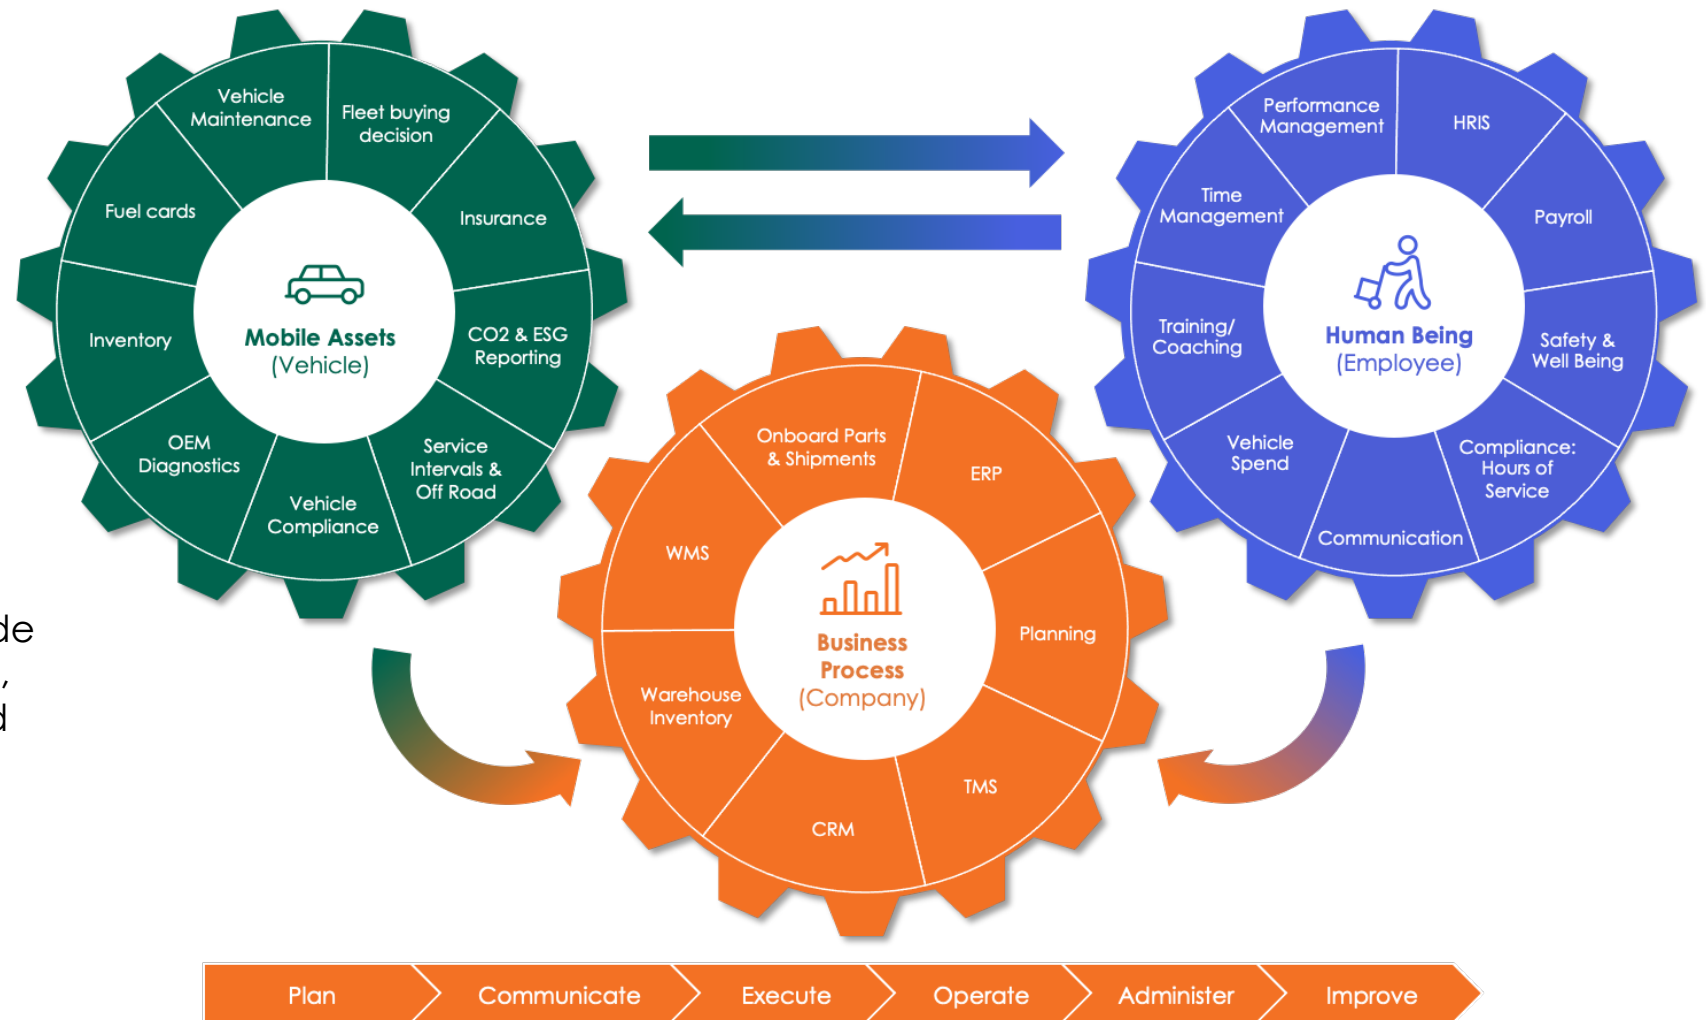 Vehicle
Maintenance
Fleet buying
decision
Insurance
CO2 & ESG
Reporting
Service
Intervals &
Off Road
Vehicle
Compliance
OEM
Diagnostics
Inventory
Fuel cards
Mobile Assets
(Vehicle)
Performance
Management
HRIS
Payroll
Safety &
Well Being
Compliance:
Hours of
Service
Communication
Vehicle
Spend
Training/
Coaching
Time
Management
Human Being
(Employee)
Onboard Parts
& Shipments
ERP
Planning
TMS
CRM
Warehouse
Inventory
WMS
Business
Process
(Company)
Plan
Communicate
Execute
Operate
Administer
Improve